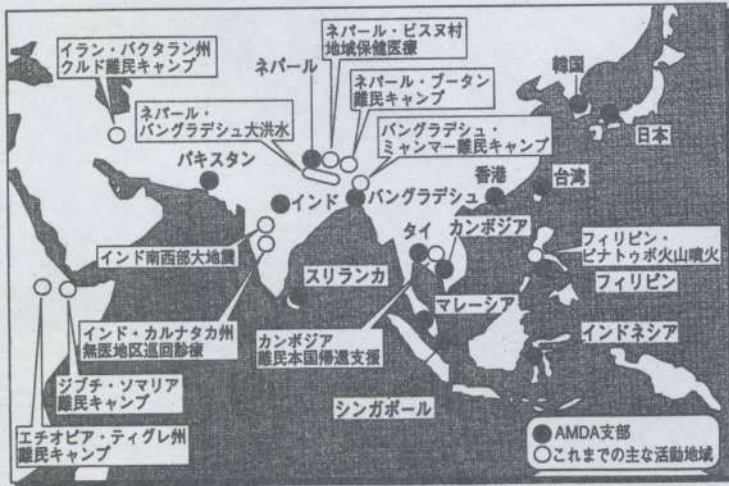 イラン・バクタラン州
クルド難民キャンプ
ネパール・ビスヌ村
地域保健医療
ネパール
ネパール・ブータン
難民キャンプ
韓国
ネパール・
バングラデシュ大洪水
バングラデシュ・
ミャンマー難民キャンプ
日本
パキスタン
香港
台湾
インド
バングラデシュ
タイ
カンボジア
インド南西部大地震
フィリピン・
ピナトゥボ火山噴火
スリランカ
フィリピン
マレーシア
インド・カルナタカ州
無医地区巡回診療
カンボジア
難民本国帰還支援
インドネシア
ジブチ・ソマリア
難民キャンプ
シンガポール
エチオピア・ティグレ州
難民キャンプ
●AMDA支部
○これまでの主な活動地域